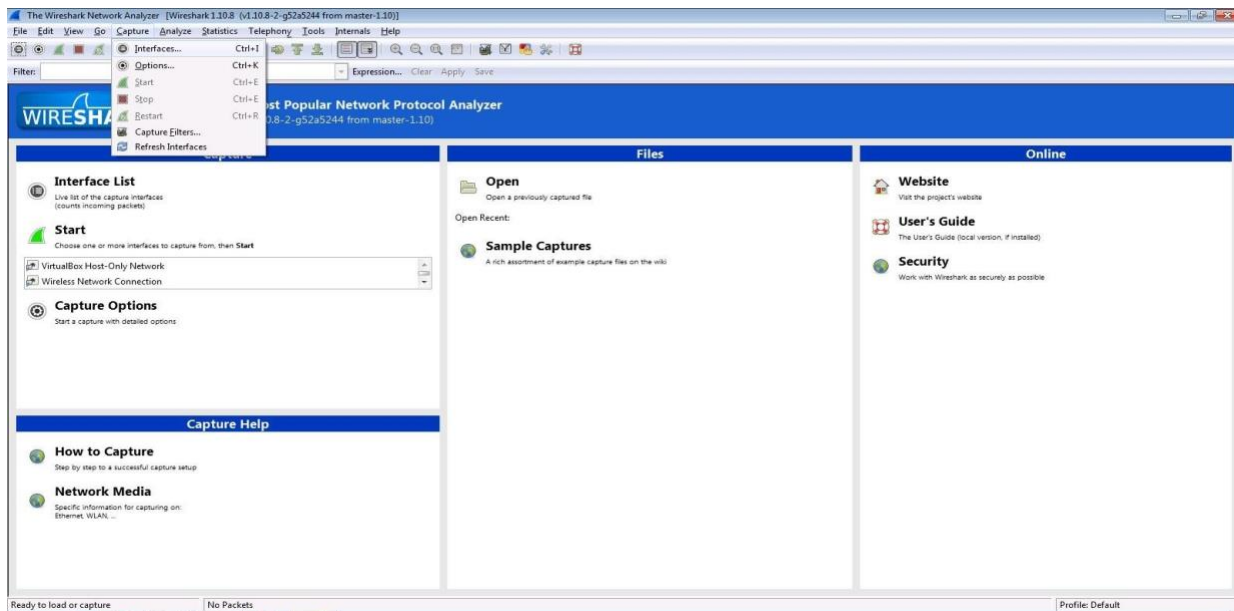 The Wireshark Network Analyzer [Wireshark 1.10.8 (v1.10.8-2-g52a5244 from master-1.10)]
File Edit View Go Capture Analyze Statistics Telephony Tools Internals Help
Interfaces... Ctrl+I
Options... Ctrl+K
Start Ctrl+E
Stop Ctrl+E
Restart Ctrl+R
Capture Filters...
Refresh Interfaces
Filter: Expression... Clear Apply Save
WIRESHA
st Popular Network Protocol Analyzer
0.8-2-g52a5244 from master-1.10)
Capture
Interface List
Live list of the capture interfaces
(counts incoming packets)
Start
Choose one or more interfaces to capture from, then Start
VirtualBox Host-Only Network
Wireless Network Connection
Capture Options
Start a capture with detailed options
Capture Help
How to Capture
Step by step to a successful capture setup
Network Media
Specific information for capturing on:
Ethernet, WLAN, ...
Files
Open
Open a previously captured file
Open Recent:
Sample Captures
A rich assortment of example capture files on the wiki
Online
Website
Visit the project's website
User's Guide
The User's Guide (local version, if installed)
Security
Work with Wireshark as securely as possible
Ready to load or capture No Packets Profile: Default